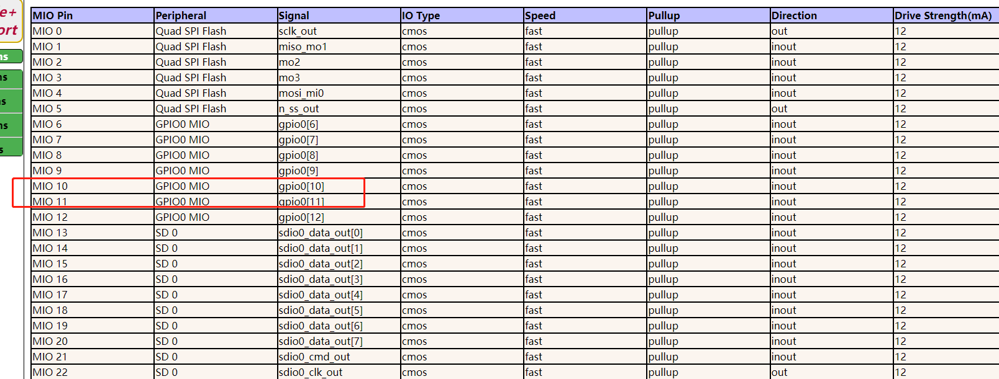 e+
ort
ns
ns
s
ns
s
MIO Pin Peripheral Signal IO Type Speed Pullup Direction Drive Strength(mA)
MIO 0 Quad SPI Flash sclk_out cmos fast pullup out 12
MIO 1 Quad SPI Flash miso_mo1 cmos fast pullup inout 12
MIO 2 Quad SPI Flash mo2 cmos fast pullup inout 12
MIO 3 Quad SPI Flash mo3 cmos fast pullup inout 12
MIO 4 Quad SPI Flash mosi_mi0 cmos fast pullup inout 12
MIO 5 Quad SPI Flash n_ss_out cmos fast pullup out 12
MIO 6 GPIO0 MIO gpio0[6] cmos fast pullup inout 12
MIO 7 GPIO0 MIO gpio0[7] cmos fast pullup inout 12
MIO 8 GPIO0 MIO gpio0[8] cmos fast pullup inout 12
MIO 9 GPIO0 MIO gpio0[9] cmos fast pullup inout 12
MIO 10 GPIO0 MIO gpio0[10] cmos fast pullup inout 12
MIO 11 GPIO0 MIO gpio0[11] cmos fast pullup inout 12
MIO 12 GPIO0 MIO gpio0[12] cmos fast pullup inout 12
MIO 13 SD 0 sdio0_data_out[0] cmos fast pullup inout 12
MIO 14 SD 0 sdio0_data_out[1] cmos fast pullup inout 12
MIO 15 SD 0 sdio0_data_out[2] cmos fast pullup inout 12
MIO 16 SD 0 sdio0_data_out[3] cmos fast pullup inout 12
MIO 17 SD 0 sdio0_data_out[4] cmos fast pullup inout 12
MIO 18 SD 0 sdio0_data_out[5] cmos fast pullup inout 12
MIO 19 SD 0 sdio0_data_out[6] cmos fast pullup inout 12
MIO 20 SD 0 sdio0_data_out[7] cmos fast pullup inout 12
MIO 21 SD 0 sdio0_cmd_out cmos fast pullup inout 12
MIO 22 SD 0 sdio0_clk_out cmos fast pullup out 12